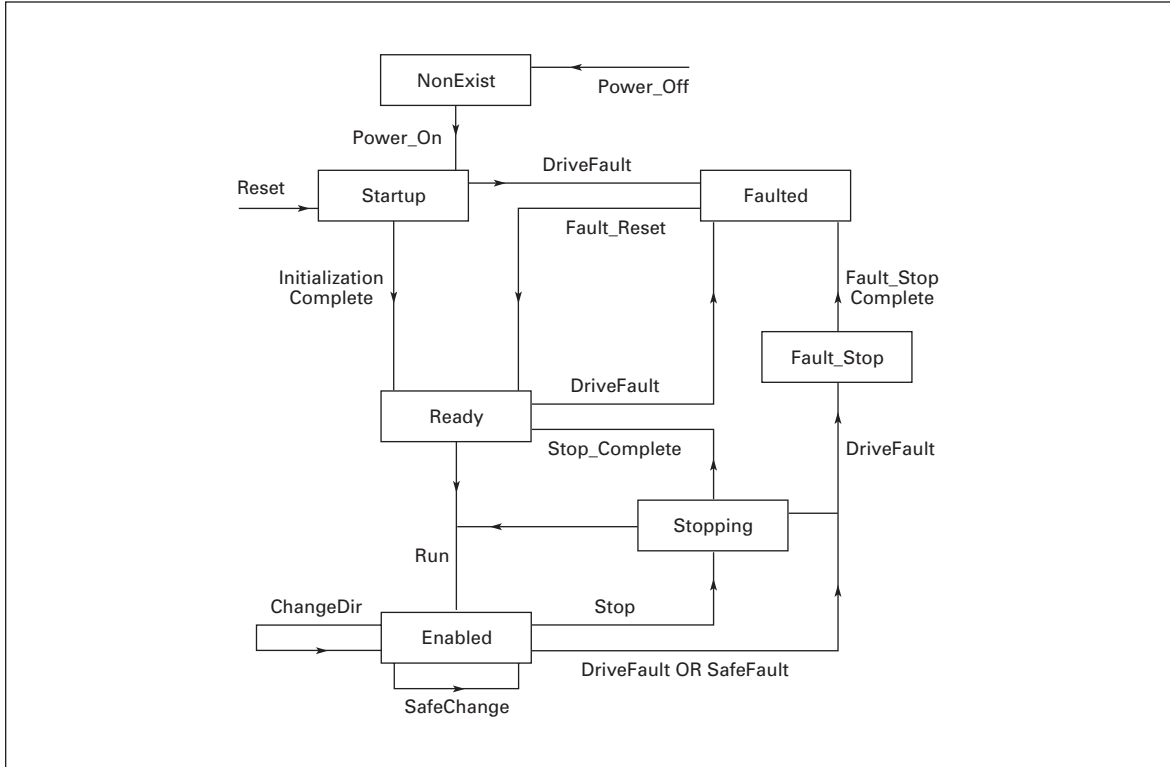 NonExist
Power_Off
Power_On
DriveFault
Reset
Startup
Faulted
Fault_Reset
Initialization
Complete
Fault_Stop
Complete
Fault_Stop
DriveFault
Ready
Stop_Complete
DriveFault
Stopping
Run
ChangeDir
Stop
Enabled
DriveFault OR SafeFault
SafeChange